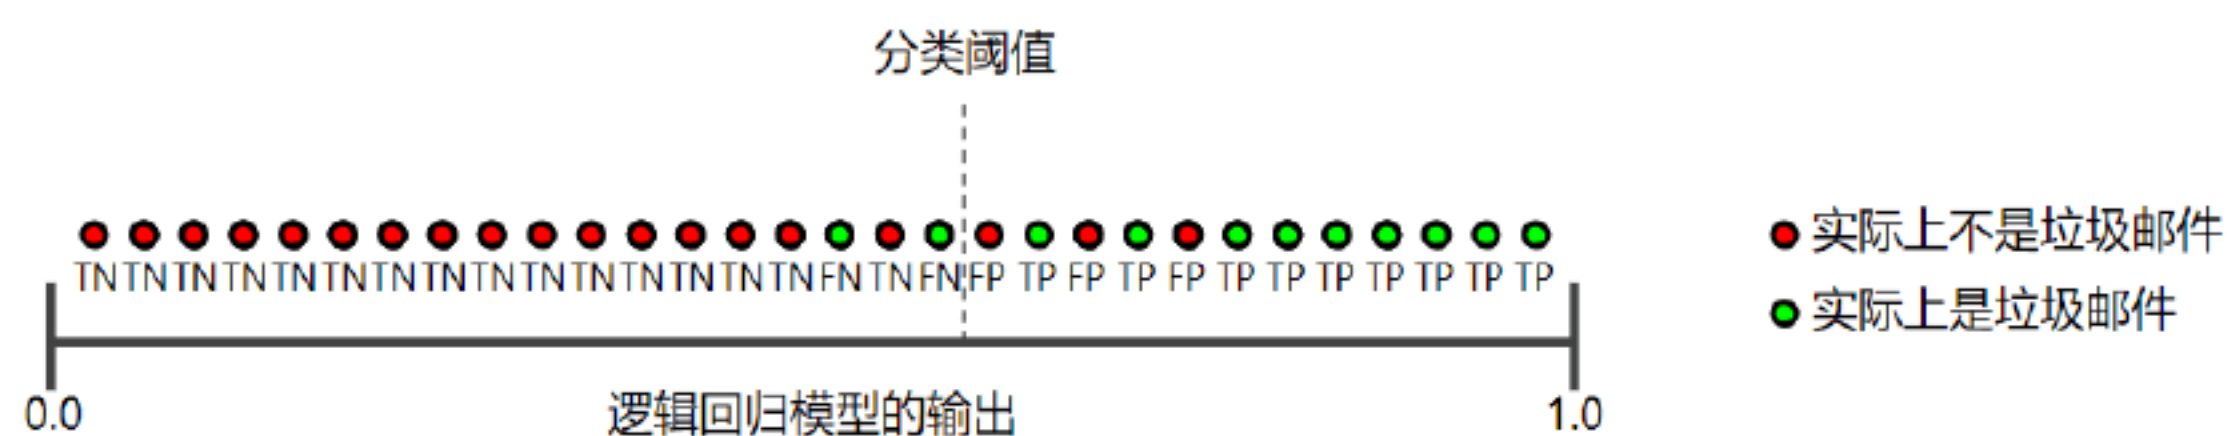 分类阈值
TN TN TN TN TN TN TN TN TN TN TN TN TN TN TN FN TN FN FP TP FP TP FP TP TP TP TP TP TP TP
实际上不是垃圾邮件
实际上是垃圾邮件
0.0
逻辑回归模型的输出
1.0